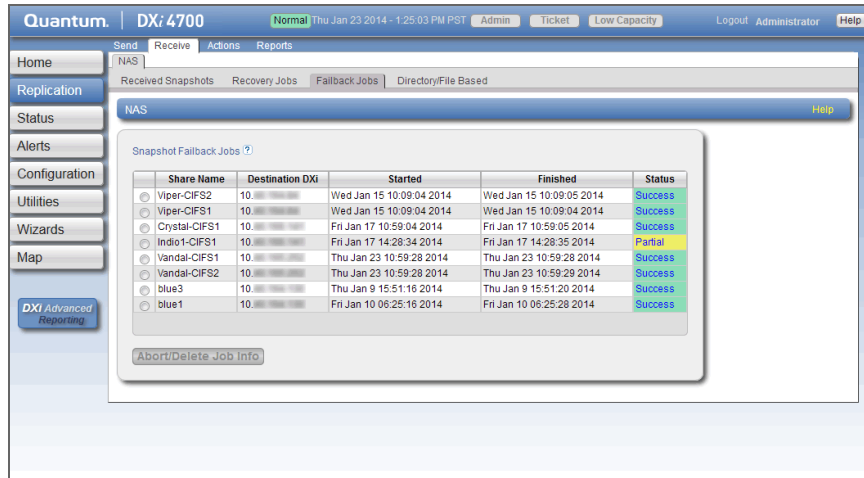 Quantum. DXi 4700 Normal Thu Jan 23 2014 - 1:25:03 PM PST Admin Ticket Low Capacity Logout Administrator Help
Send Receive Actions Reports
Home
NAS
Received Snapshots Recovery Jobs Failback Jobs Directory/File Based
Replication
NAS Help
Status
Alerts
Snapshot Failback Jobs ?
Configuration
Share Name Destination DXi Started Finished Status
Utilities
Viper-CIFS2 10. Wed Jan 15 10:09:04 2014 Wed Jan 15 10:09:05 2014 Success
Viper-CIFS1 10. Wed Jan 15 10:09:04 2014 Wed Jan 15 10:09:04 2014 Success
Wizards
Crystal-CIFS1 10. Fri Jan 17 10:59:04 2014 Fri Jan 17 10:59:05 2014 Success
Indio1-CIFS1 10. Fri Jan 17 14:28:34 2014 Fri Jan 17 14:28:35 2014 Partial
Map
Vandal-CIFS1 10. Thu Jan 23 10:59:28 2014 Thu Jan 23 10:59:28 2014 Success
Vandal-CIFS2 10. Thu Jan 23 10:59:28 2014 Thu Jan 23 10:59:29 2014 Success
blue3 10. Thu Jan 9 15:51:16 2014 Thu Jan 9 15:51:20 2014 Success
blue1 10. Fri Jan 10 06:25:16 2014 Fri Jan 10 06:25:28 2014 Success
DXI Advanced
Reporting
Abort/Delete Job Info